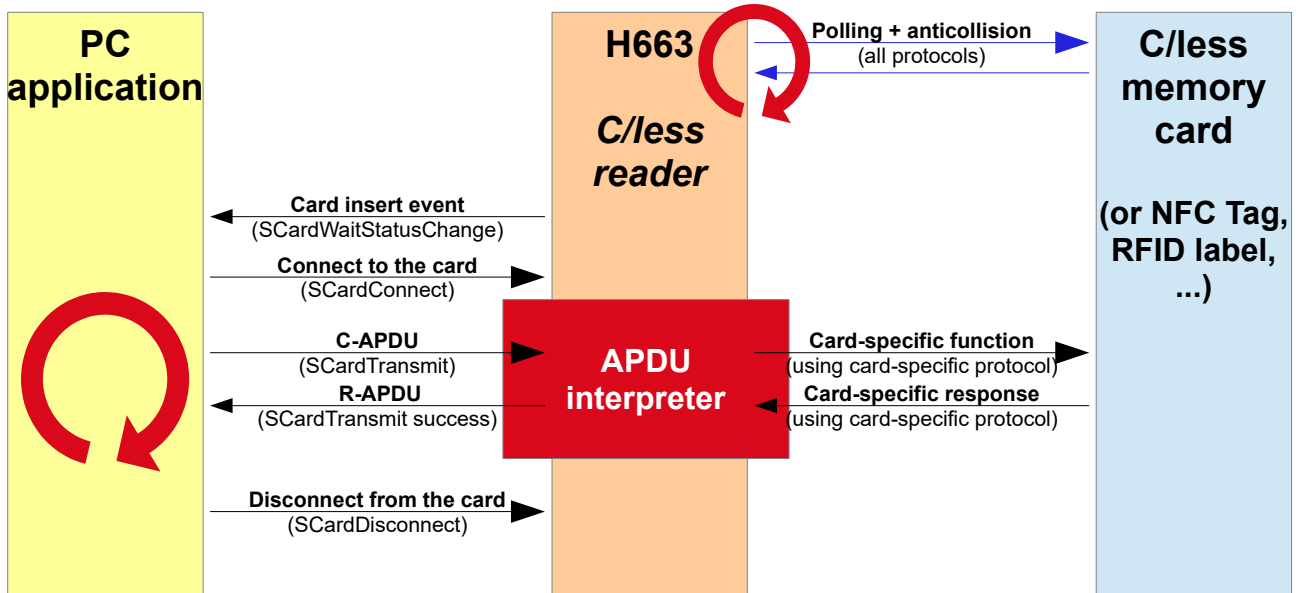 PC
application
H663
C/less
reader
Polling + anticollision
(all protocols)
C/less
memory
card
(or NFC Tag,
RFID label,
...)
Card insert event
(SCardWaitStatusChange)
Connect to the card
(SCardConnect)
C-APDU
(SCardTransmit)
R-APDU
(SCardTransmit success)
APDU
interpreter
Card-specific function
(using card-specific protocol)
Card-specific response
(using card-specific protocol)
Disconnect from the card
(SCardDisconnect)